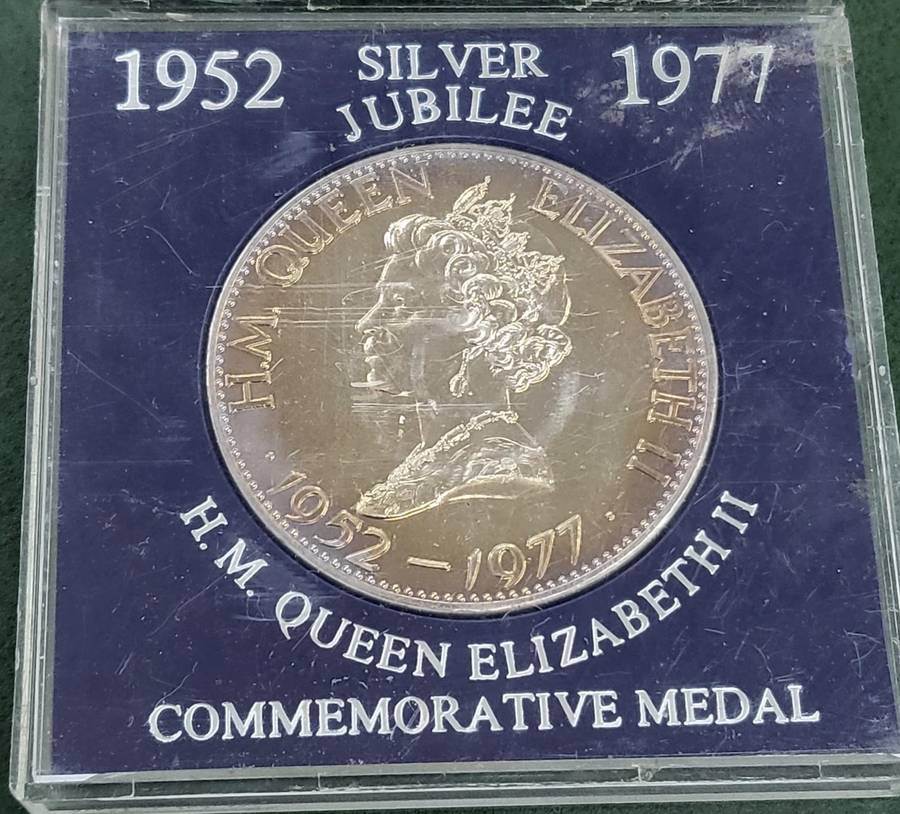 1952 SILVER 1977
JUBILEE
H.M. QUEEN ELIZABETH II
1952 – 1977
H. M. QUEEN ELIZABETH II
COMMEMORATIVE MEDAL